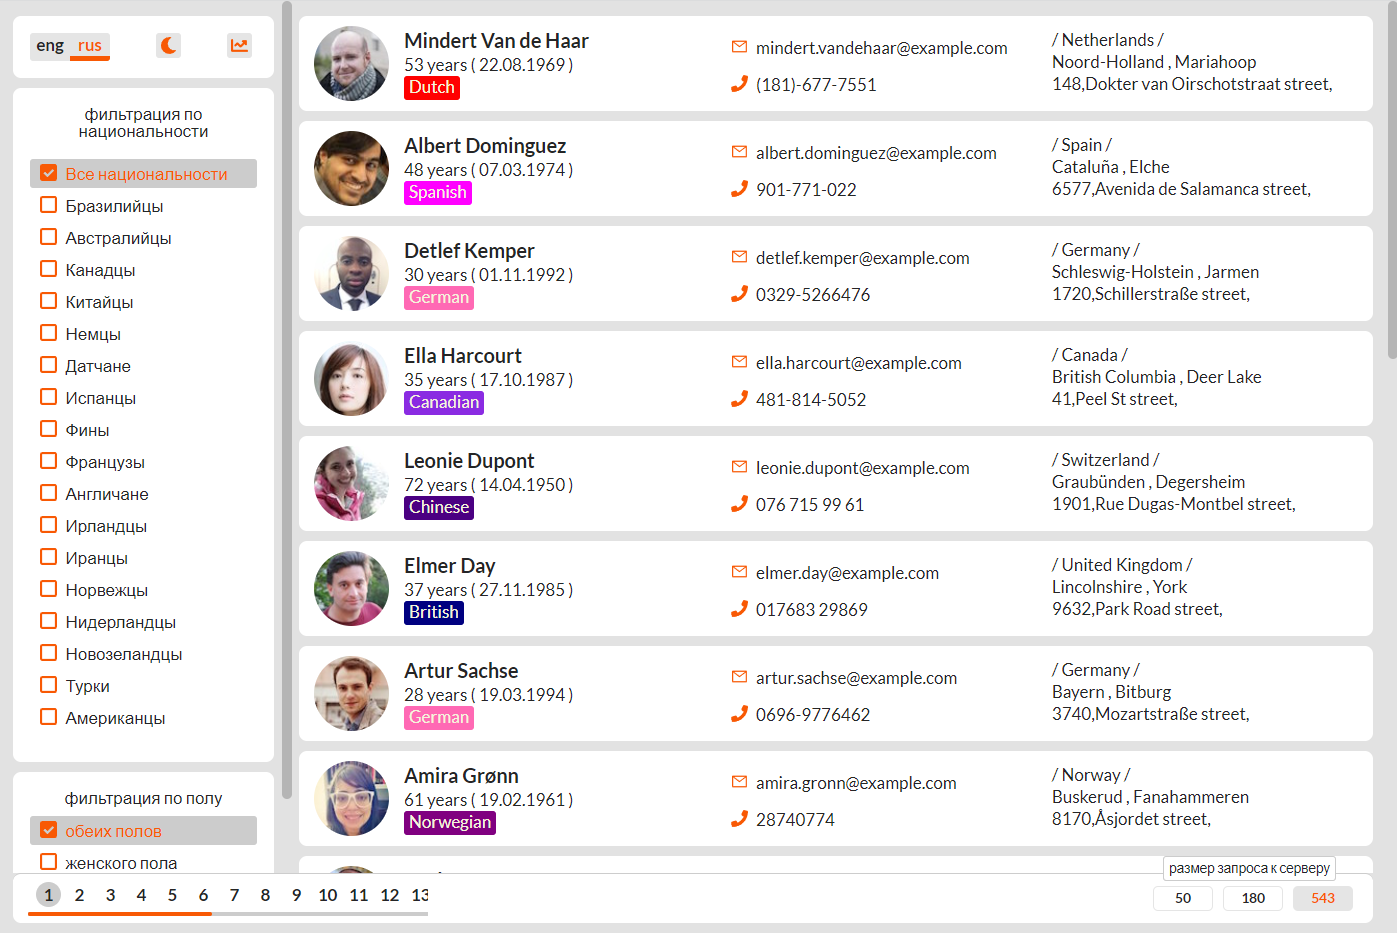 eng rus
фильтрация по
национальности
Все национальности
Бразилийцы
Австралийцы
Канадцы
Китайцы
Немцы
Датчане
Испанцы
Фины
Французы
Англичане
Ирландцы
Иранцы
Норвежцы
Нидерландцы
Новозеландцы
Турки
Американцы
фильтрация по полу
обеих полов
женского пола
Mindert Van de Haar
53 years ( 22.08.1969 )
Dutch
mindert.vandehaar@example.com
(181)-677-7551
/ Netherlands /
Noord-Holland , Mariahoop
148,Dokter van Oirschotstraat street,
Albert Dominguez
48 years ( 07.03.1974 )
Spanish
albert.dominguez@example.com
901-771-022
/ Spain /
Cataluña , Elche
6577,Avenida de Salamanca street,
Detlef Kemper
30 years ( 01.11.1992 )
German
detlef.kemper@example.com
0329-5266476
/ Germany /
Schleswig-Holstein , Jarmen
1720,Schillerstraße street,
Ella Harcourt
35 years ( 17.10.1987 )
Canadian
ella.harcourt@example.com
481-814-5052
/ Canada /
British Columbia , Deer Lake
41,Peel St street,
Leonie Dupont
72 years ( 14.04.1950 )
Chinese
leonie.dupont@example.com
076 715 99 61
/ Switzerland /
Graubünden , Degersheim
1901,Rue Dugas-Montbel street,
Elmer Day
37 years ( 27.11.1985 )
British
elmer.day@example.com
017683 29869
/ United Kingdom /
Lincolnshire , York
9632,Park Road street,
Artur Sachse
28 years ( 19.03.1994 )
German
artur.sachse@example.com
0696-9776462
/ Germany /
Bayern , Bitburg
3740,Mozartstraße street,
Amira Grønn
61 years ( 19.02.1961 )
Norwegian
amira.gronn@example.com
28740774
/ Norway /
Buskerud , Fanahammeren
8170,Åsjordet street,
1 2 3 4 5 6 7 8 9 10 11 12 13
размер запроса к серверу
50 180 543